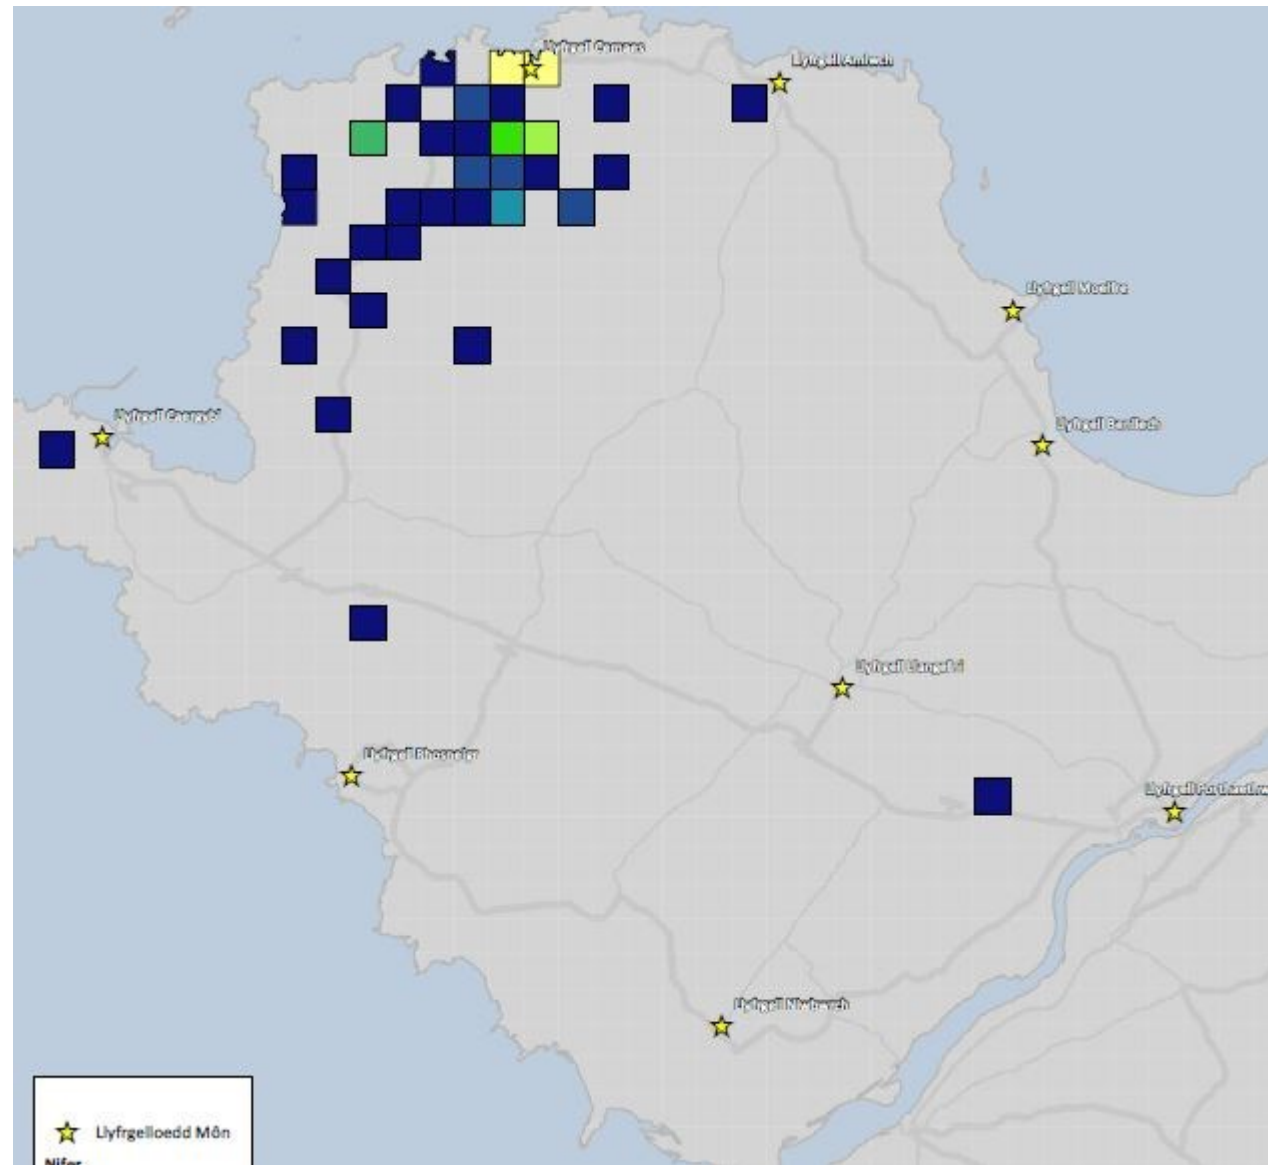 Llyfrgell Cemaes
Llyfrgell Amlwch
Llyfrgell Moelfre
Llyfrgell Caergybi
Llyfrgell Benllech
Llyfrgell Llangefni
Llyfrgell Rhosneigr
Llyfrgell
Llyfrgell Niwbwrch
Llyfrgelloedd Môn
Nifer